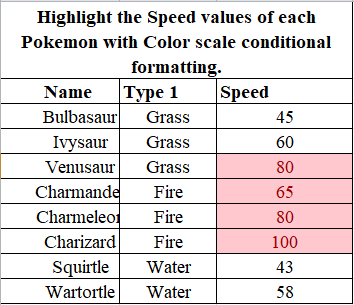 Highlight the Speed values of each
Pokemon with Color scale conditional
formatting.
Name Type 1 Speed
Bulbasaur Grass 45
Ivysaur Grass 60
Venusaur Grass 80
Charmande Fire 65
Charmeleon Fire 80
Charizard Fire 100
Squirtle Water 43
Wartortle Water 58